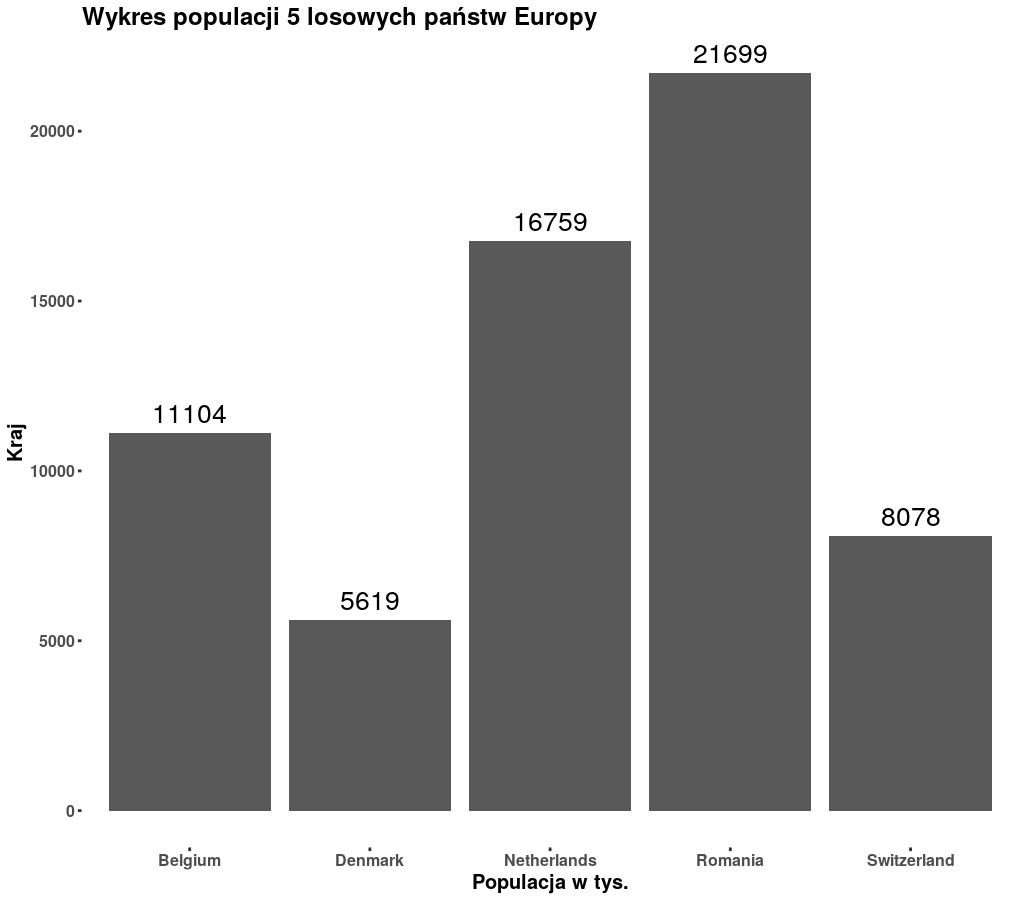 Wykres populacji 5 losowych państw Europy
21699
20000
16759
15000
11104
Kraj
10000
8078
5619
5000
0
Belgium Denmark Netherlands Romania Switzerland
Populacja w tys.